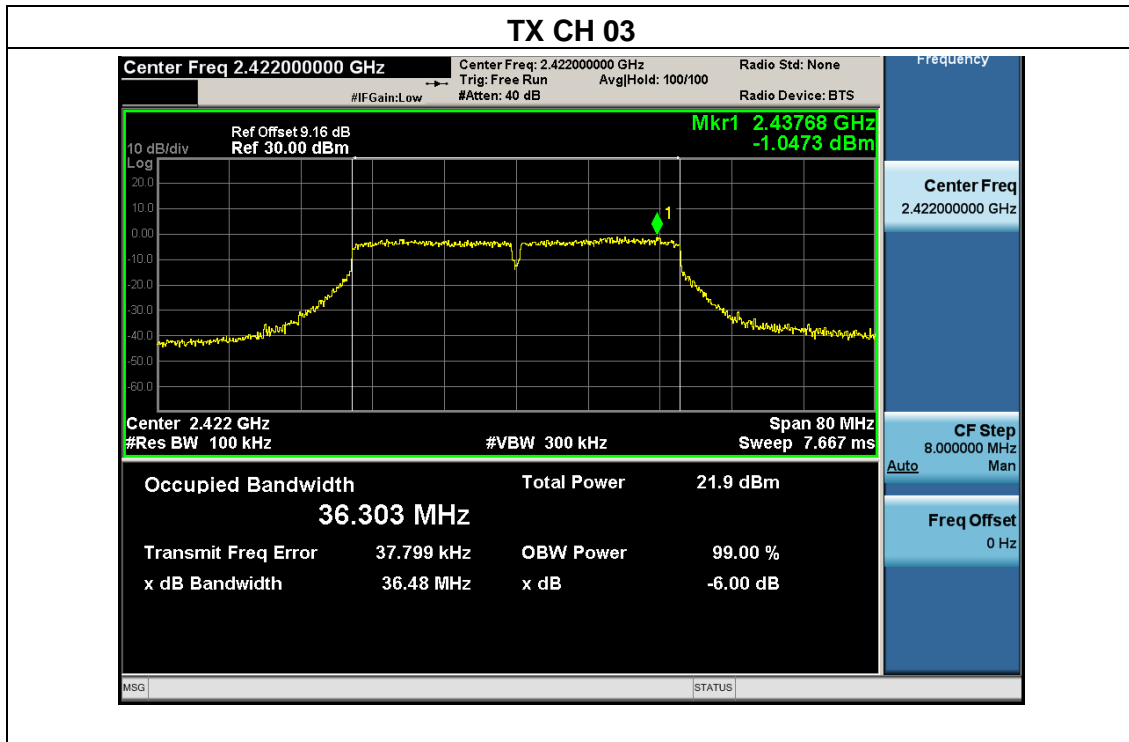 TX CH 03
Center Freq 2.422000000 GHz
Center Freq: 2.422000000 GHz
Radio Std: None
Frequency
Trig: Free Run Avg|Hold: 100/100
#IFGain:Low #Atten: 40 dB Radio Device: BTS
Mkr1 2.43768 GHz
-1.0473 dBm
Ref Offset 9.16 dB
10 dB/div Ref 30.00 dBm
Log
20.0
10.0
0.00
-10.0
-20.0
-30.0
-40.0
-50.0
-60.0
1
Center 2.422 GHz Span 80 MHz
#Res BW 100 kHz #VBW 300 kHz Sweep 7.667 ms
Occupied Bandwidth Total Power 21.9 dBm
36.303 MHz
Transmit Freq Error 37.799 kHz OBW Power 99.00 %
x dB Bandwidth 36.48 MHz x dB -6.00 dB
Center Freq
2.422000000 GHz
CF Step
8.000000 MHz
Auto Man
Freq Offset
0 Hz
MSG STATUS